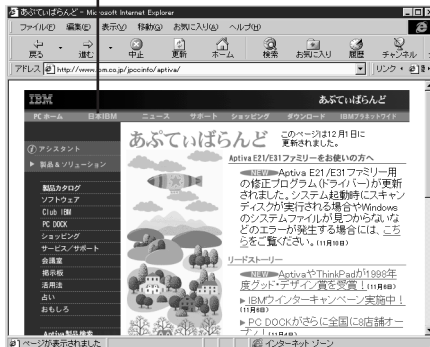 あぷてぃばらんど - Microsoft Internet Explorer
ファイル(F) 編集(E) 表示(V) 移動(G) お気に入り(A) ヘルプ(H)
戻る 進む 中止 更新 ホーム 検索 お気に入り 履歴 チャンネル
アドレス http://www.ibm.co.jp/pccinfo/aptiva/ リンク
IBM あぷてぃばらんど
PC ホーム 日本IBM ニュース サポート ショッピング ダウンロード IBMプラネットワイド
アシスタント
製品&ソリューション
製品カタログ
ソフトウェア
Club IBM
PC DOCK
ショッピング
サービス/サポート
会議室
掲示板
活用法
占い
おもしろ
Aptiva製品検索
あぷてぃばらんど
このページは12月1日に
更新されました。
Aptiva E21/E31ファミリーをお使いの方へ
NEW Aptiva E21/E31ファミリー用
の修正プログラム(ドライバー)が更新
されました。システム起動時にスキャン
ディスクが実行される場合やWindows
のシステムファイルが見つからないな
どのエラーが発生する場合には、こち
らをご覧ください。(11月10日)
リードストーリー
NEW AptivaやThinkPadが1998年
度グッド・デザイン賞を受賞!(11月6日)
IBMウインターキャンペーン実施中!
(11月6日)
PC DOCKがさらに全国に8店舗オー
プン!(11月4日)
ページが表示されました
インターネット ゾーン